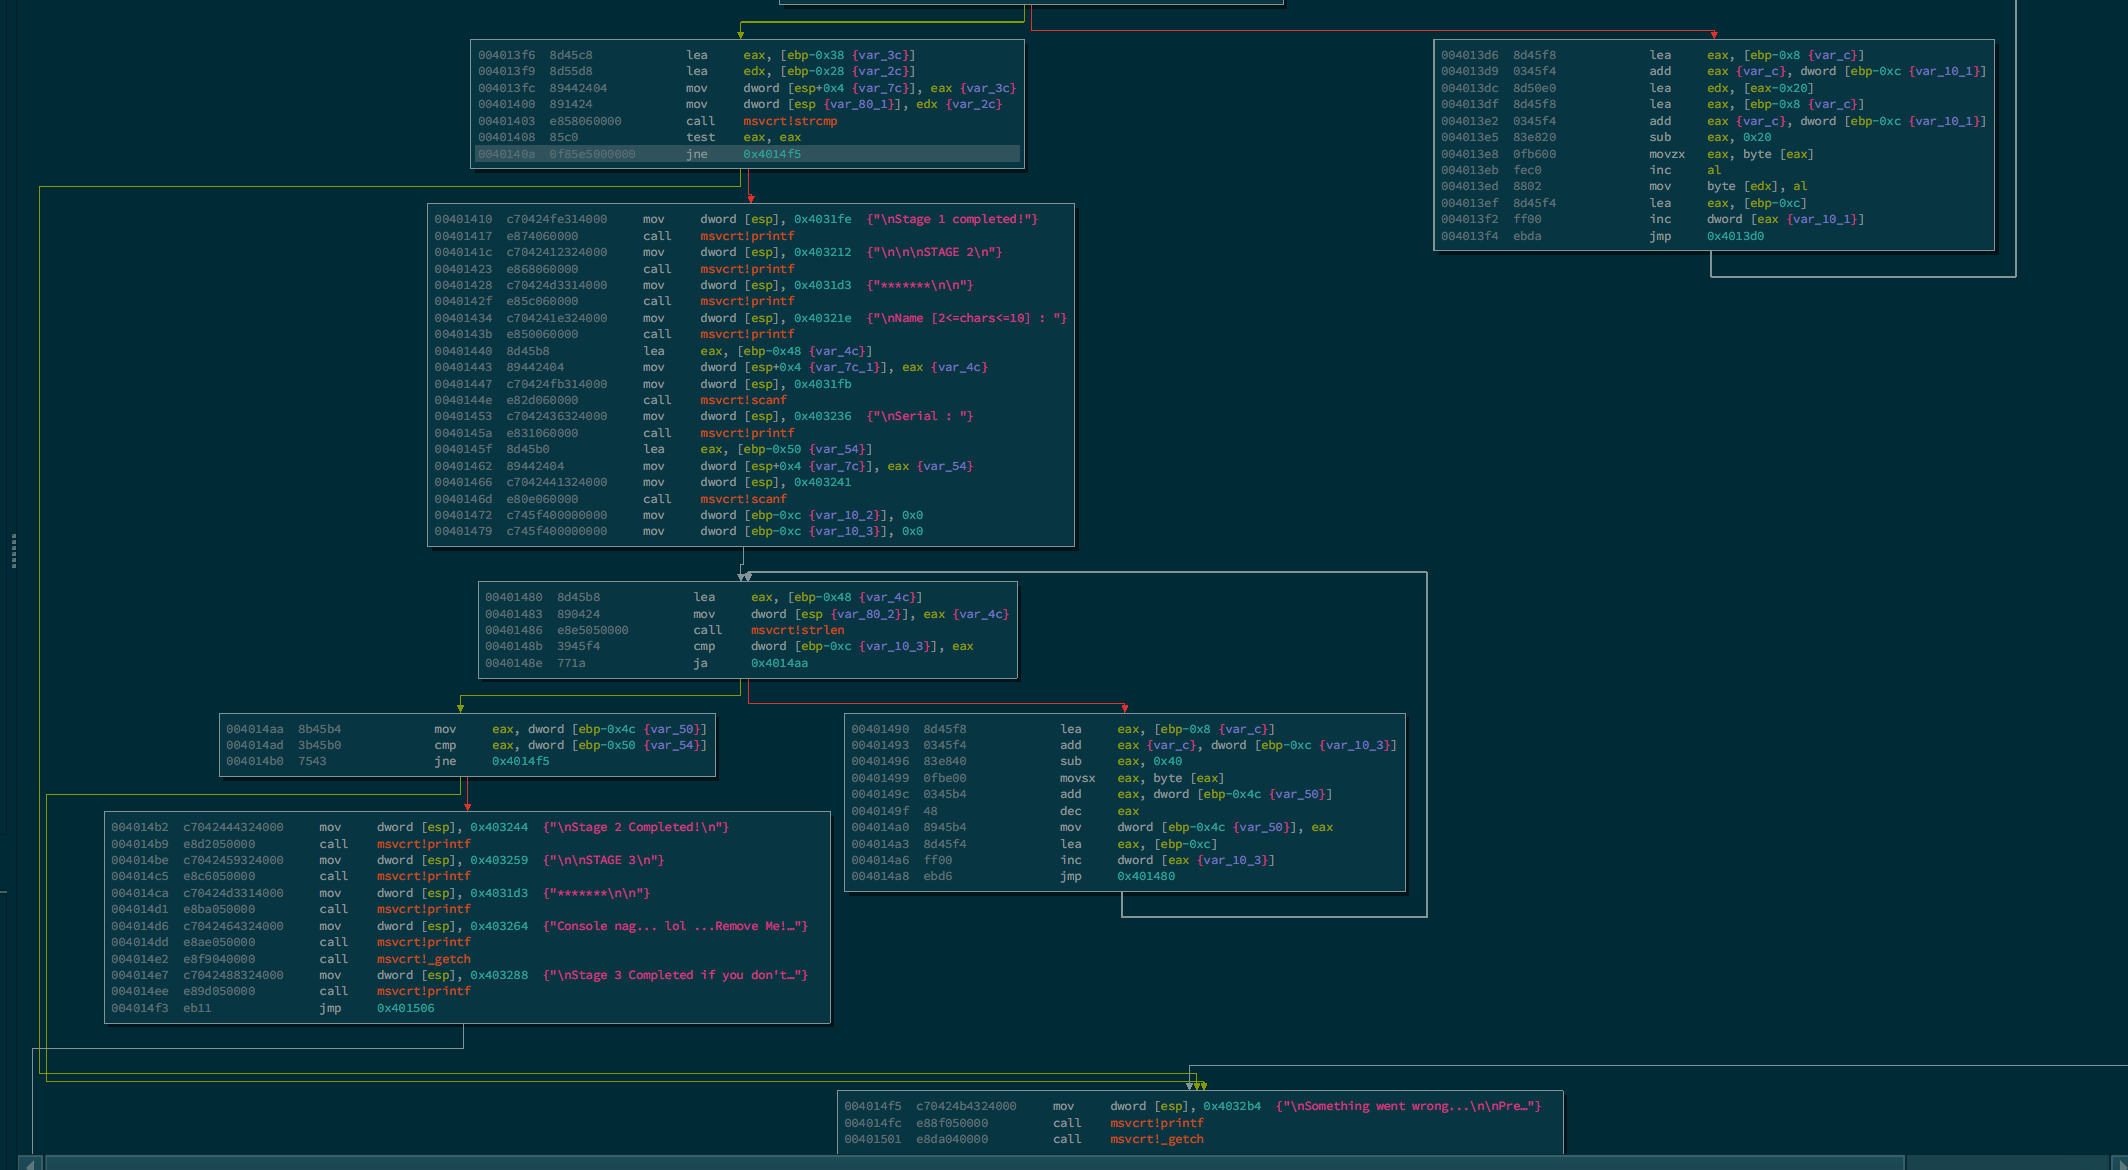 004013f6 8d45c8 lea eax, [ebp-0x38 {var_3c}]
004013f9 8d55d8 lea edx, [ebp-0x28 {var_2c}]
004013fc 89442404 mov dword [esp+0x4 {var_7c}], eax {var_3c}
00401400 891424 mov dword [esp {var_80_1}], edx {var_2c}
00401403 e858060000 call msvcrt!strcmp
00401408 85c0 test eax, eax
0040140a 0f85e5000000 jne 0x4014f5
004013d6 8d45f8 lea eax, [ebp-0x8 {var_c}]
004013d9 0345f4 add eax {var_c}, dword [ebp-0xc {var_10_1}]
004013dc 8d50e0 lea edx, [eax-0x20]
004013df 8d45f8 lea eax, [ebp-0x8 {var_c}]
004013e2 0345f4 add eax {var_c}, dword [ebp-0xc {var_10_1}]
004013e5 83e820 sub eax, 0x20
004013e8 0fb600 movzx eax, byte [eax]
004013eb fec0 inc al
004013ed 8802 mov byte [edx], al
004013ef 8d45f4 lea eax, [ebp-0xc]
004013f2 ff00 inc dword [eax {var_10_1}]
004013f4 ebda jmp 0x4013d0
00401410 c70424fe314000 mov dword [esp], 0x4031fe {"\nStage 1 completed!"}
00401417 e874060000 call msvcrt!printf
0040141c c7042412324000 mov dword [esp], 0x403212 {"\n\n\nSTAGE 2\n"}
00401423 e868060000 call msvcrt!printf
00401428 c70424d3314000 mov dword [esp], 0x4031d3 {"*******\n\n"}
0040142f e85c060000 call msvcrt!printf
00401434 c704241e324000 mov dword [esp], 0x40321e {"\nName [2<=chars<=10] : "}
0040143b e850060000 call msvcrt!printf
00401440 8d45b8 lea eax, [ebp-0x48 {var_4c}]
00401443 89442404 mov dword [esp+0x4 {var_7c_1}], eax {var_4c}
00401447 c70424fb314000 mov dword [esp], 0x4031fb
0040144e e82d060000 call msvcrt!scanf
00401453 c7042436324000 mov dword [esp], 0x403236 {"\nSerial : "}
0040145a e831060000 call msvcrt!printf
0040145f 8d45b0 lea eax, [ebp-0x50 {var_54}]
00401462 89442404 mov dword [esp+0x4 {var_7c}], eax {var_54}
00401466 c7042441324000 mov dword [esp], 0x403241
0040146d e80e060000 call msvcrt!scanf
00401472 c745f400000000 mov dword [ebp-0xc {var_10_2}], 0x0
00401479 c745f400000000 mov dword [ebp-0xc {var_10_3}], 0x0
00401480 8d45b8 lea eax, [ebp-0x48 {var_4c}]
00401483 890424 mov dword [esp {var_80_2}], eax {var_4c}
00401486 e8e5050000 call msvcrt!strlen
0040148b 3945f4 cmp dword [ebp-0xc {var_10_3}], eax
0040148e 771a ja 0x4014aa
004014aa 8b45b4 mov eax, dword [ebp-0x4c {var_50}]
004014ad 3b45b0 cmp eax, dword [ebp-0x50 {var_54}]
004014b0 7543 jne 0x4014f5
00401490 8d45f8 lea eax, [ebp-0x8 {var_c}]
00401493 0345f4 add eax {var_c}, dword [ebp-0xc {var_10_3}]
00401496 83e840 sub eax, 0x40
00401499 0fbe00 movsx eax, byte [eax]
0040149c 0345b4 add eax, dword [ebp-0x4c {var_50}]
0040149f 48 dec eax
004014a0 8945b4 mov dword [ebp-0x4c {var_50}], eax
004014a3 8d45f4 lea eax, [ebp-0xc]
004014a6 ff00 inc dword [eax {var_10_3}]
004014a8 ebd6 jmp 0x401480
004014b2 c7042444324000 mov dword [esp], 0x403244 {"\nStage 2 Completed!\n"}
004014b9 e8d2050000 call msvcrt!printf
004014be c7042459324000 mov dword [esp], 0x403259 {"\n\nSTAGE 3\n"}
004014c5 e8c6050000 call msvcrt!printf
004014ca c70424d3314000 mov dword [esp], 0x4031d3 {"*******\n\n"}
004014d1 e8ba050000 call msvcrt!printf
004014d6 c7042464324000 mov dword [esp], 0x403264 {"Console nag... lol ...Remove Me!…"}
004014dd e8ae050000 call msvcrt!printf
004014e2 e8f9040000 call msvcrt!_getch
004014e7 c7042488324000 mov dword [esp], 0x403288 {"\nStage 3 Completed if you don't…"}
004014ee e89d050000 call msvcrt!printf
004014f3 eb11 jmp 0x401506
004014f5 c70424b4324000 mov dword [esp], 0x4032b4 {"\nSomething went wrong...\n\nPre…"}
004014fc e88f050000 call msvcrt!printf
00401501 e8da040000 call msvcrt!_getch